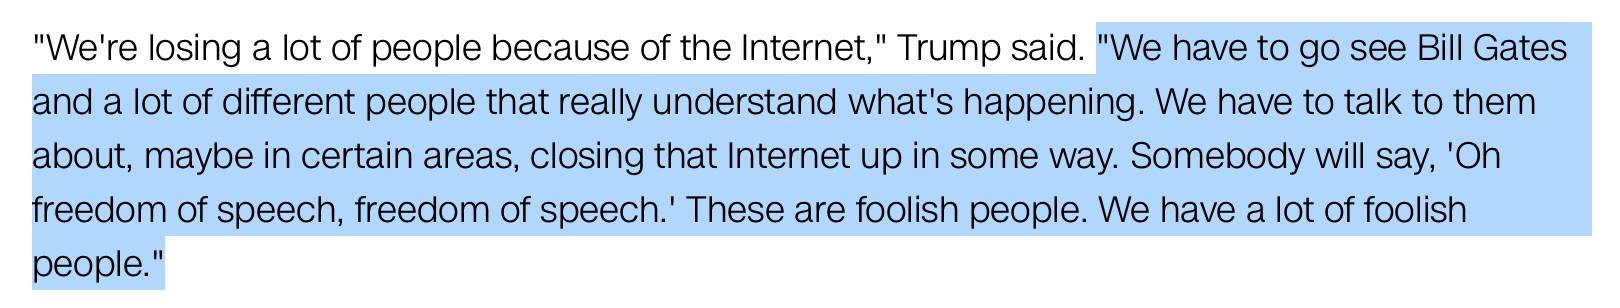 "We're losing a lot of people because of the Internet," Trump said. "We have to go see Bill Gates
and a lot of different people that really understand what's happening. We have to talk to them
about, maybe in certain areas, closing that Internet up in some way. Somebody will say, 'Oh
freedom of speech, freedom of speech.' These are foolish people. We have a lot of foolish
people."